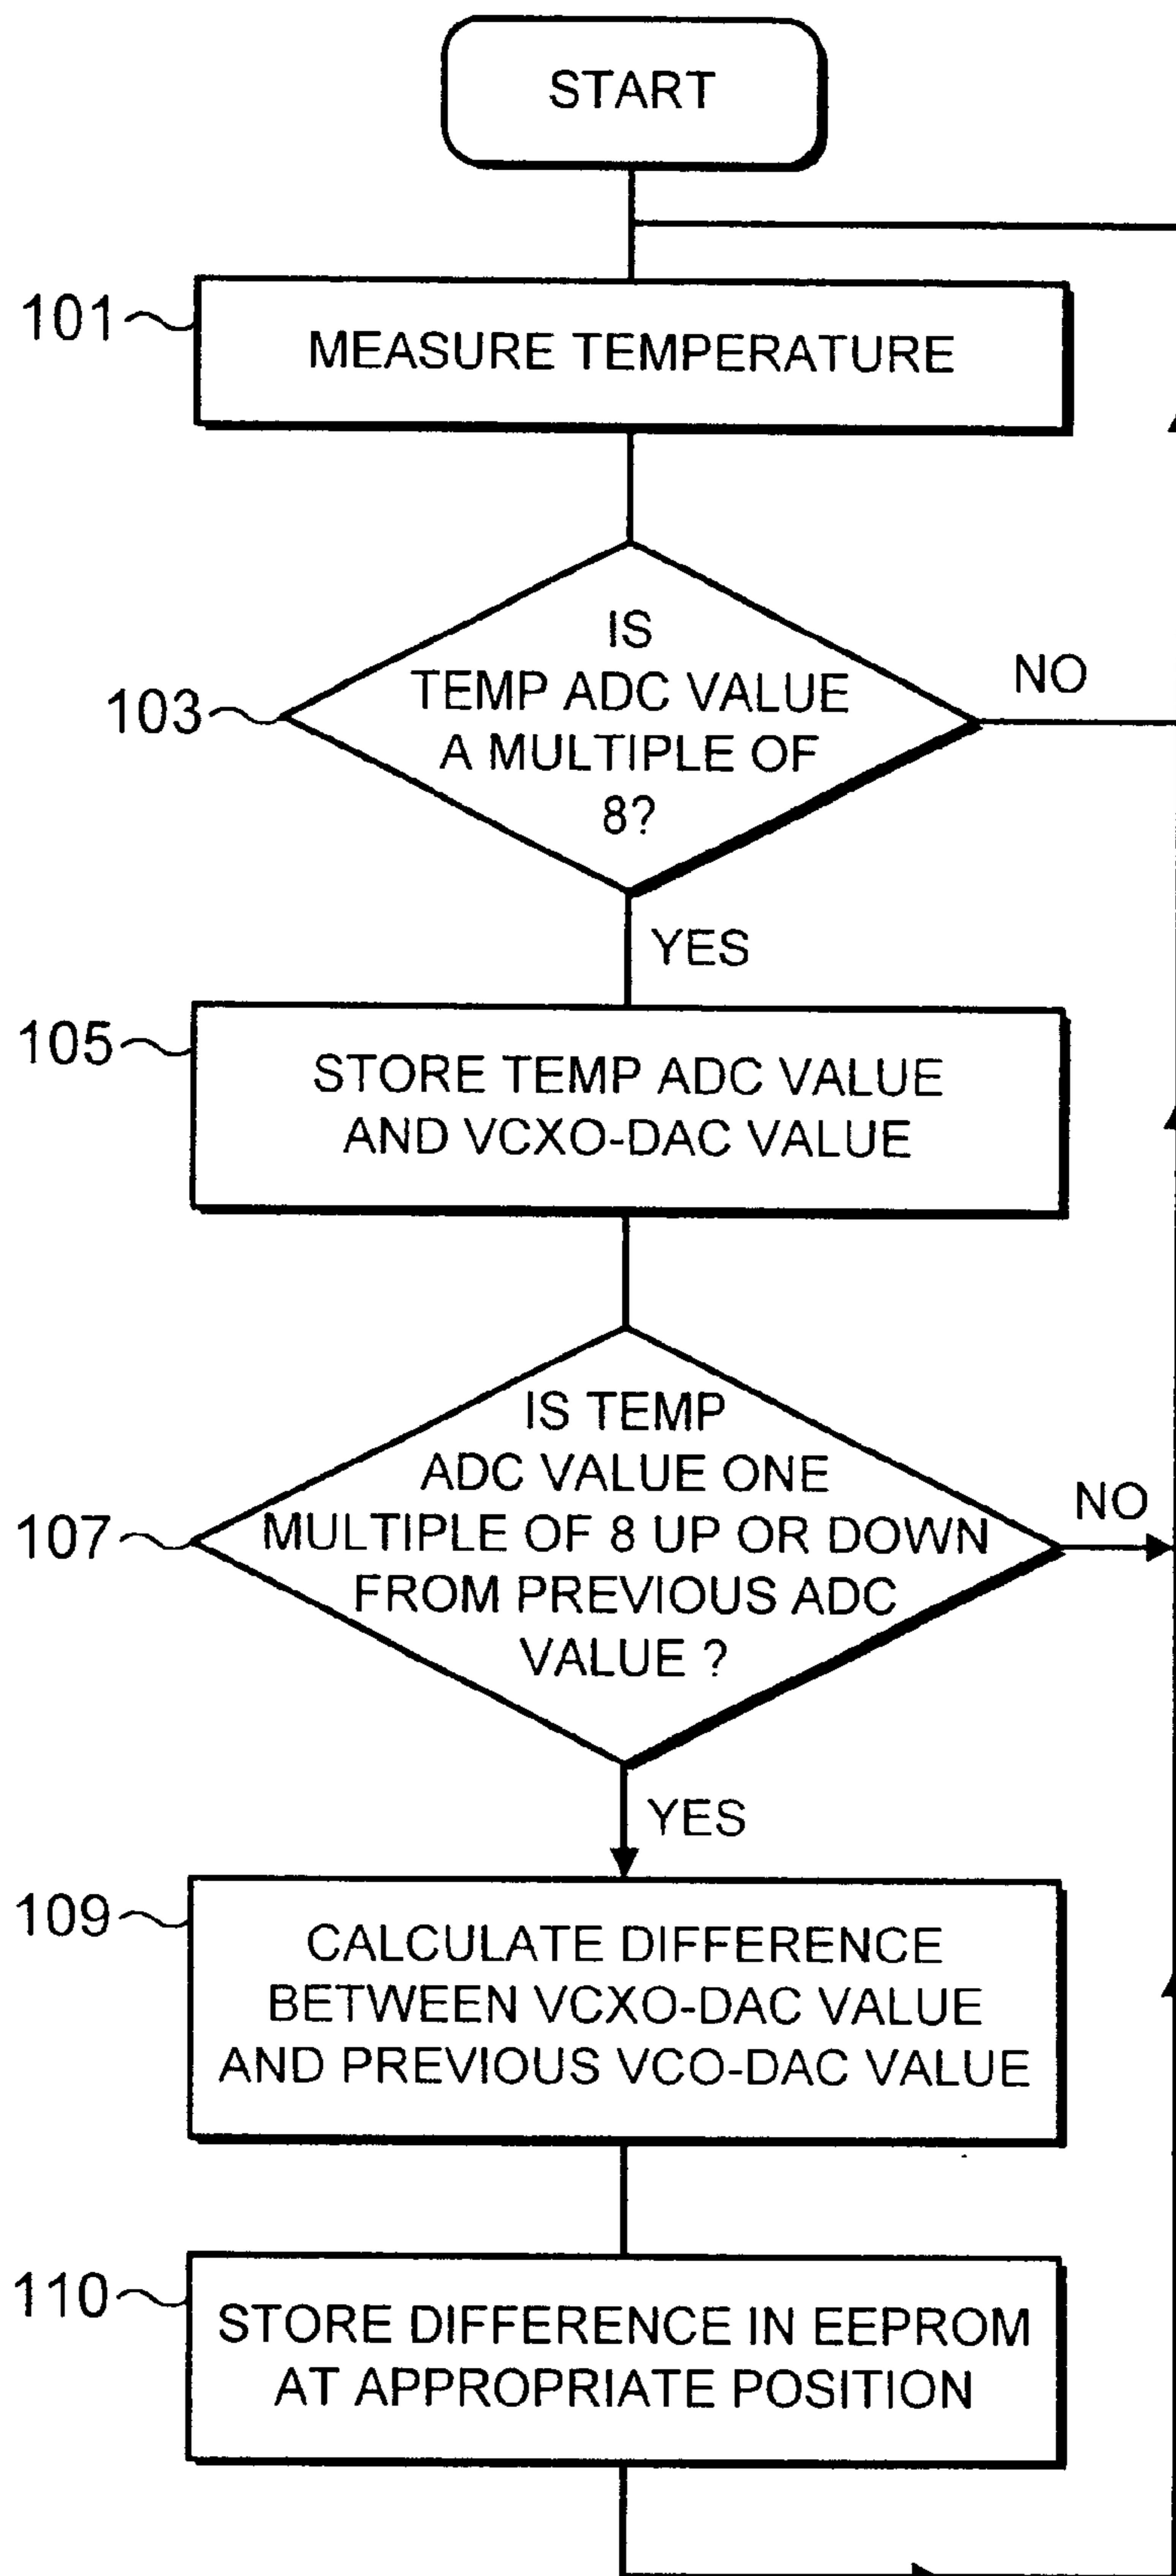 START
101
MEASURE TEMPERATURE
103
IS
TEMP ADC VALUE
A MULTIPLE OF
8?
NO
YES
105
STORE TEMP ADC VALUE
AND VCXO-DAC VALUE
107
IS TEMP
ADC VALUE ONE
MULTIPLE OF 8 UP OR DOWN
FROM PREVIOUS ADC
VALUE ?
NO
YES
109
CALCULATE DIFFERENCE
BETWEEN VCXO-DAC VALUE
AND PREVIOUS VCO-DAC VALUE
110
STORE DIFFERENCE IN EEPROM
AT APPROPRIATE POSITION